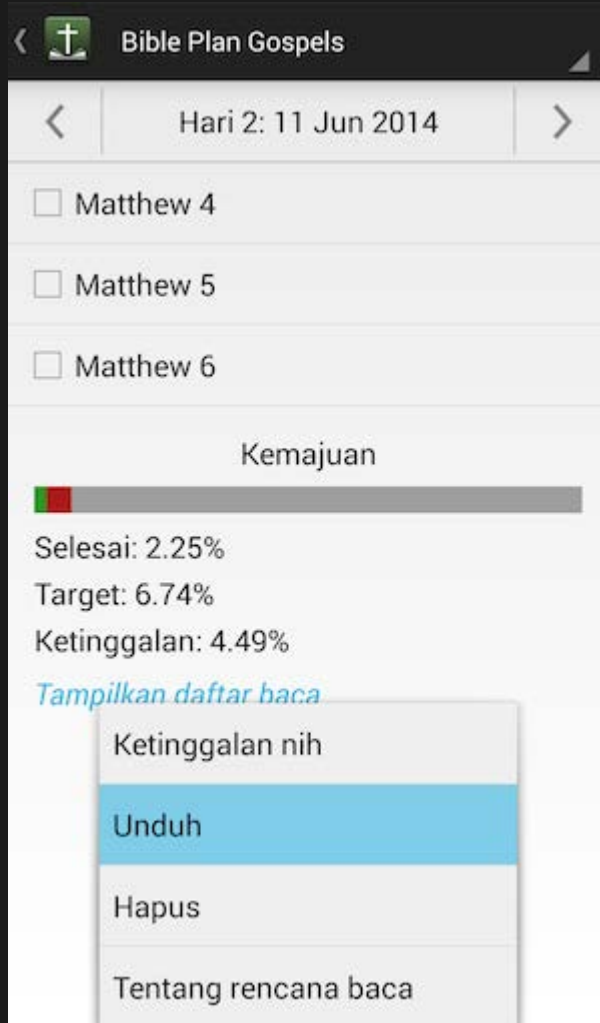 Bible Plan Gospels
Hari 2: 11 Jun 2014
Matthew 4
Matthew 5
Matthew 6
Kemajuan
Selesai: 2.25%
Target: 6.74%
Ketinggalan: 4.49%
Tampilkan daftar baca
Ketinggalan nih
Unduh
Hapus
Tentang rencana baca